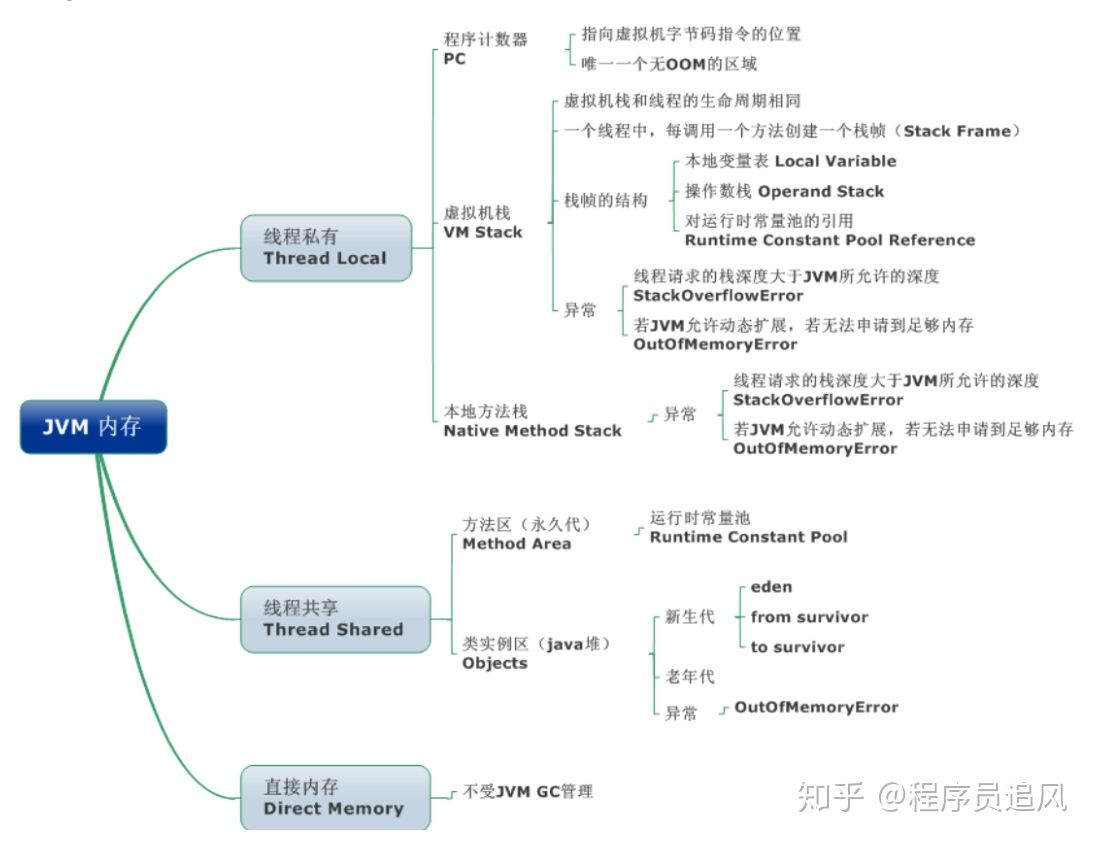 程序计数器
PC
指向虚拟机字节码指令的位置
唯一一个无OOM的区域
虚拟机栈和线程的生命周期相同
一个线程中，每调用一个方法创建一个栈帧（Stack Frame）
虚拟机栈
VM Stack
栈帧的结构
本地变量表 Local Variable
操作数栈 Operand Stack
对运行时常量池的引用
Runtime Constant Pool Reference
异常
线程请求的栈深度大于JVM所允许的深度
StackOverflowError
若JVM允许动态扩展，若无法申请到足够内存
OutOfMemoryError
线程私有
Thread Local
本地方法栈
Native Method Stack
异常
线程请求的栈深度大于JVM所允许的深度
StackOverflowError
若JVM允许动态扩展，若无法申请到足够内存
OutOfMemoryError
JVM 内存
方法区（永久代）
Method Area
运行时常量池
Runtime Constant Pool
线程共享
Thread Shared
类实例区（java堆）
Objects
新生代
eden
from survivor
to survivor
老年代
异常
OutOfMemoryError
直接内存
Direct Memory
不受JVM GC管理
知乎 @程序员追风